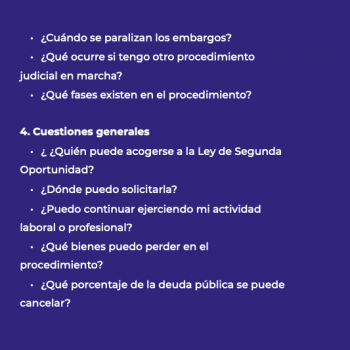 • ¿Cuándo se paralizan los embargos?
• ¿Qué ocurre si tengo otro procedimiento
judicial en marcha?
• ¿Qué fases existen en el procedimiento?
4. Cuestiones generales
• ¿ ¿Quién puede acogerse a la Ley de Segunda
Oportunidad?
• ¿Dónde puedo solicitarla?
• ¿Puedo continuar ejerciendo mi actividad
laboral o profesional?
• ¿Qué bienes puedo perder en el
procedimiento?
• ¿Qué porcentaje de la deuda pública se puede
cancelar?